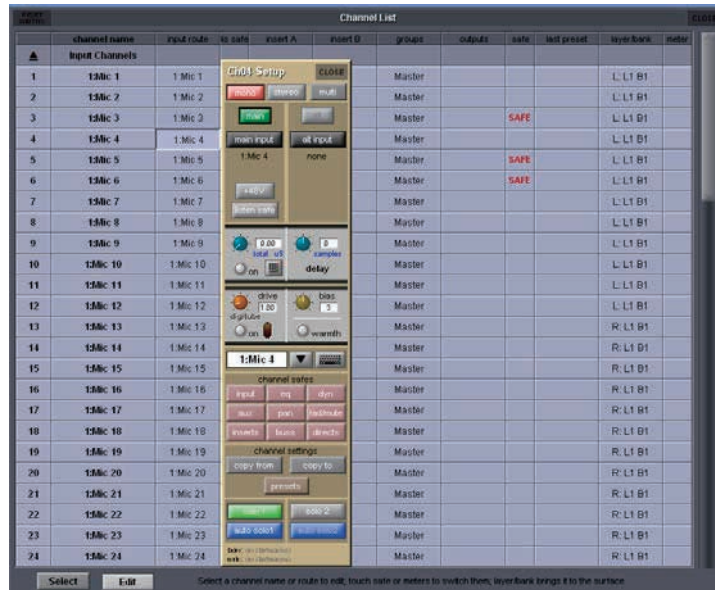 Channel List
CLOSE
channel name input route insert A insert B groups outputs safe last preset layer/bank meter
Input Channels
1 1:Mic 1 1:Mic 1 Master L: L1 B1
2 1:Mic 2 1:Mic 2 Master L: L1 B1
3 1:Mic 3 1:Mic 3 Master SAFE L: L1 B1
4 1:Mic 4 1:Mic 4 Master L: L1 B1
5 1:Mic 5 1:Mic 5 Master SAFE L: L1 B1
6 1:Mic 6 1:Mic 6 Master SAFE L: L1 B1
7 1:Mic 7 1:Mic 7 Master L: L1 B1
8 1:Mic 8 1:Mic 8 Master L: L1 B1
9 1:Mic 9 1:Mic 9 Master L: L1 B1
10 1:Mic 10 1:Mic 10 Master L: L1 B1
11 1:Mic 11 1:Mic 11 Master L: L1 B1
12 1:Mic 12 1:Mic 12 Master L: L1 B1
13 1:Mic 13 1:Mic 13 Master R: L1 B1
14 1:Mic 14 1:Mic 14 Master R: L1 B1
15 1:Mic 15 1:Mic 15 Master R: L1 B1
16 1:Mic 16 1:Mic 16 Master R: L1 B1
17 1:Mic 17 1:Mic 17 Master R: L1 B1
18 1:Mic 18 1:Mic 18 Master R: L1 B1
19 1:Mic 19 1:Mic 19 Master R: L1 B1
20 1:Mic 20 1:Mic 20 Master R: L1 B1
21 1:Mic 21 1:Mic 21 Master R: L1 B1
22 1:Mic 22 1:Mic 22 Master R: L1 B1
23 1:Mic 23 1:Mic 23 Master R: L1 B1
24 1:Mic 24 1:Mic 24 Master R: L1 B1
Ch04 Setup CLOSE
mono stereo multi
main
main input alt input
1:Mic 4 none
+48V
listen safe
0.00 0
total samples
on delay
drive bias
1.00 3
digitube
on warmth
1:Mic 4
channel safes
input eq dyn
aux pan fad/mute
inserts buss directs
channel settings
copy from copy to
presets
solo 1 solo 2
auto solo1 auto solo2
Select Edit Select a channel name or route to edit; touch safe or meters to switch them; layer/bank brings it to the surface